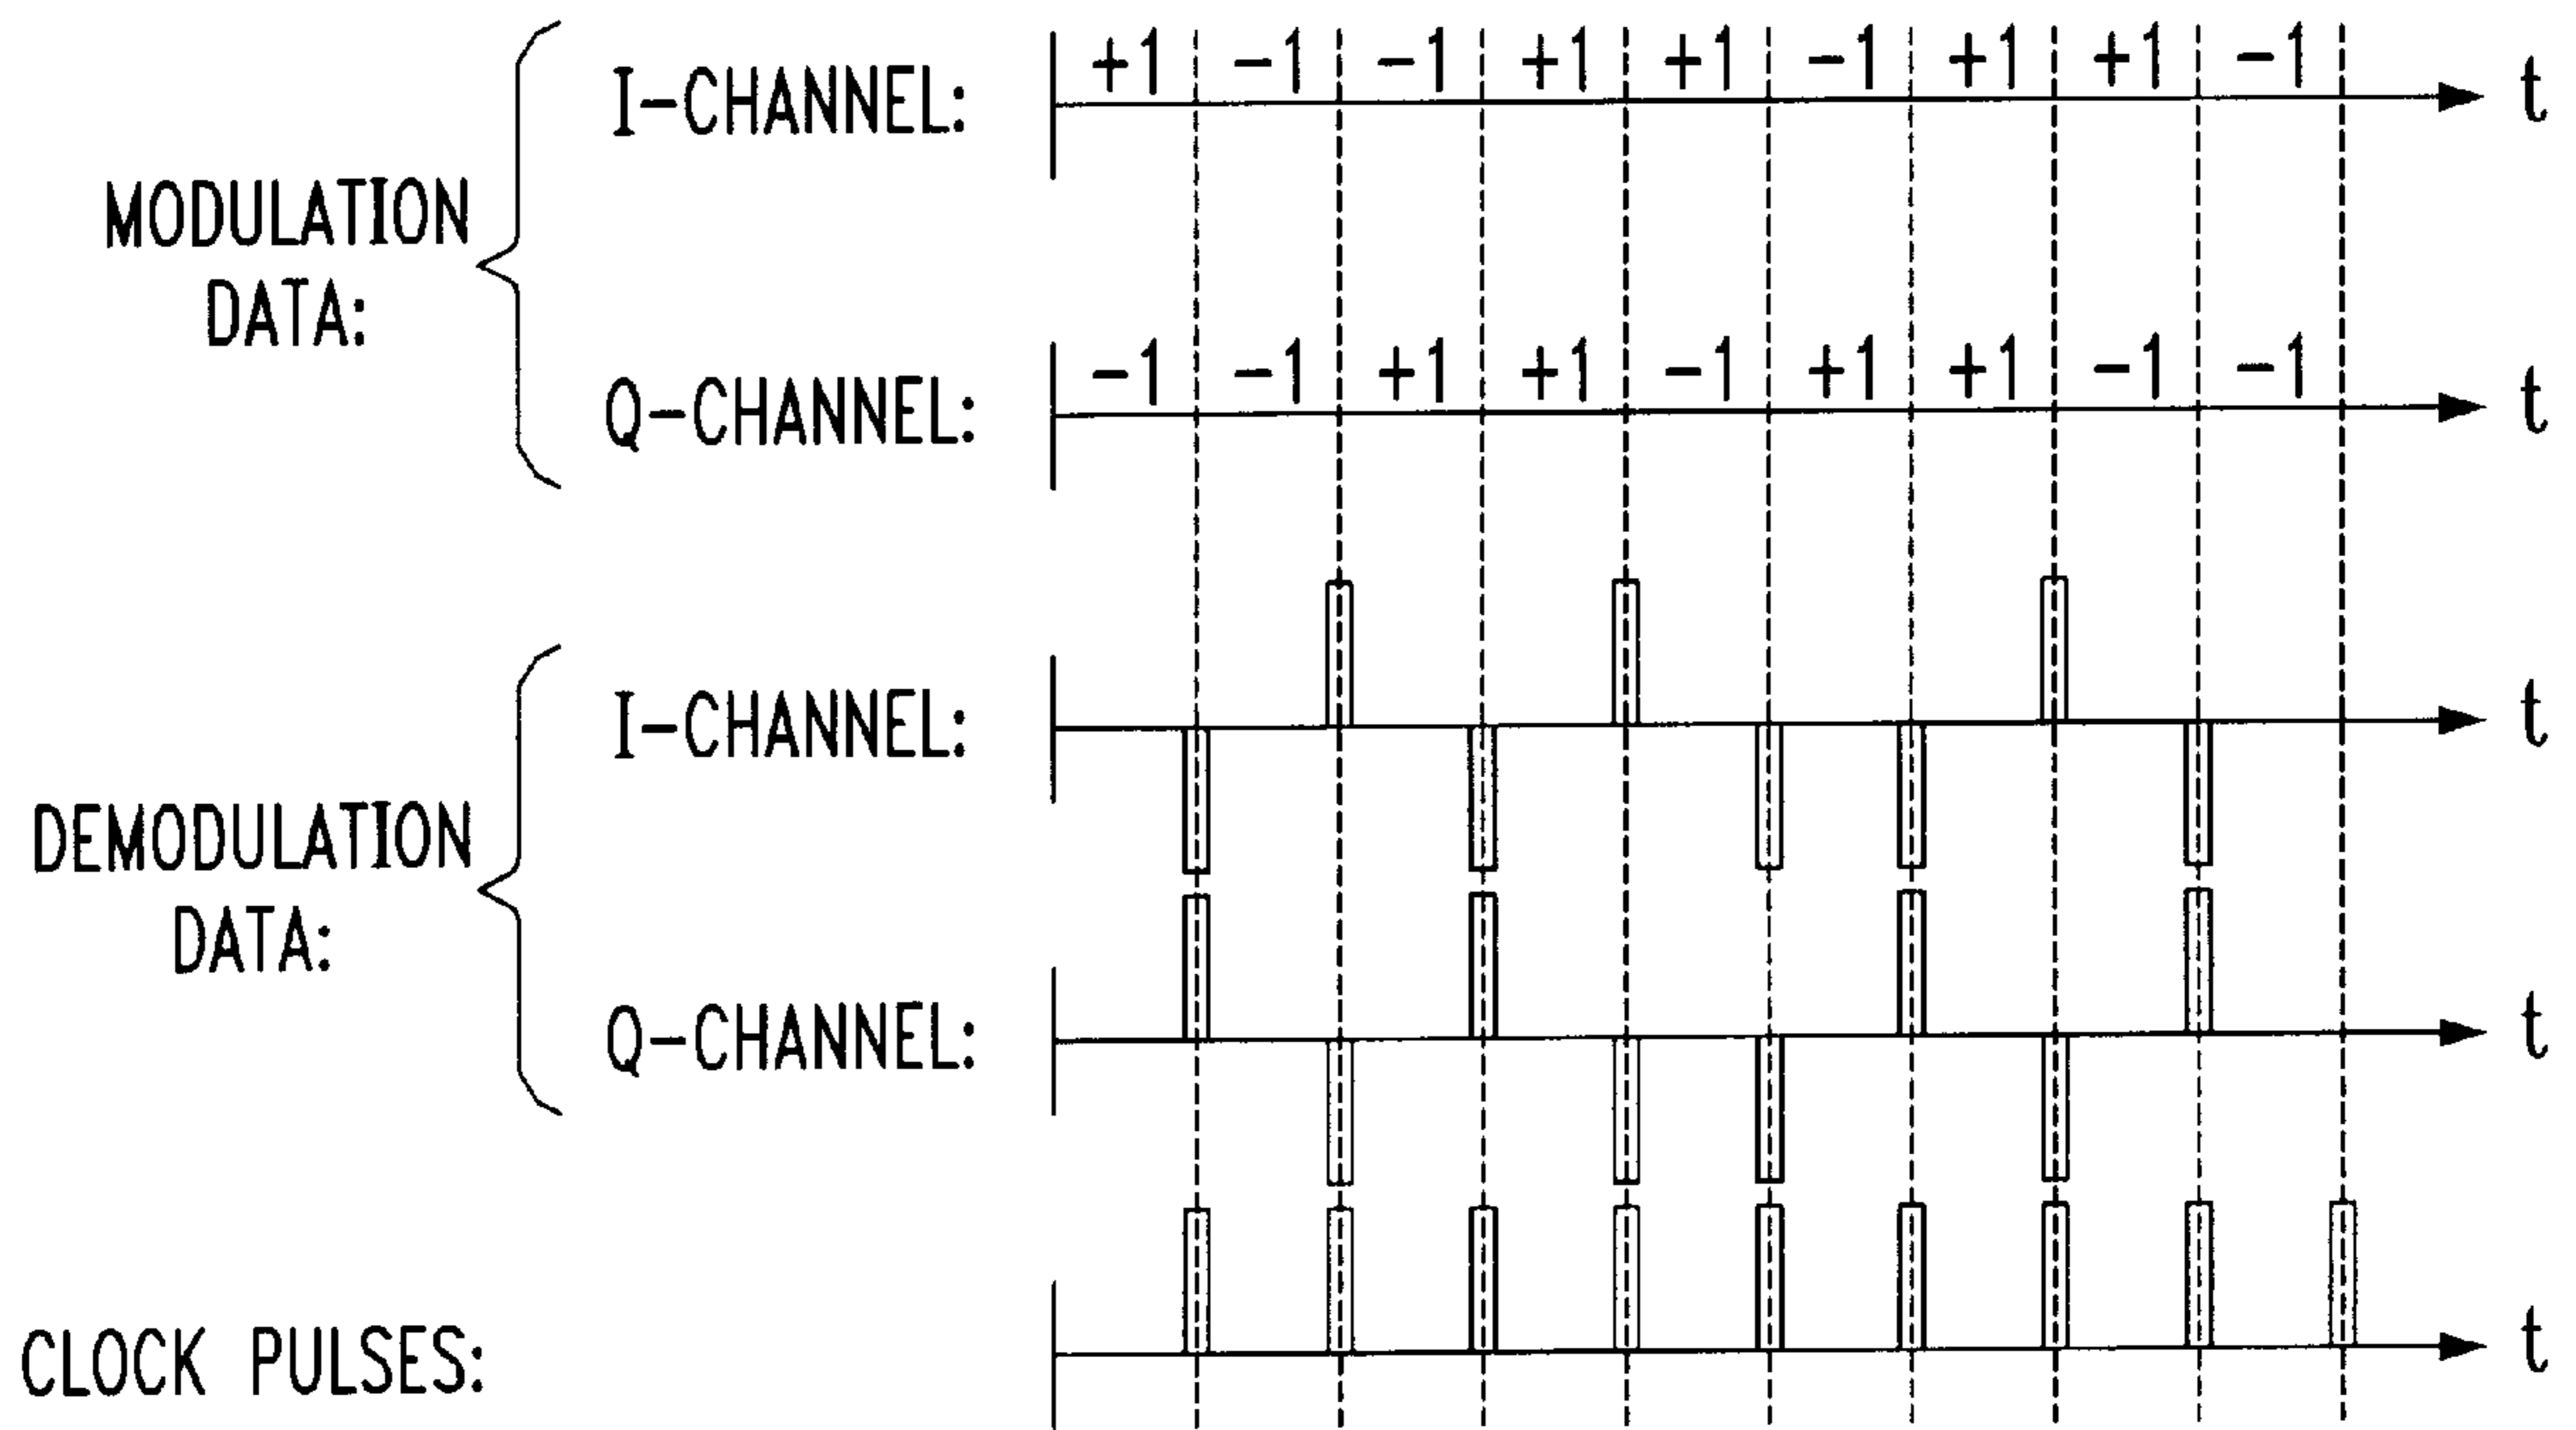 I-CHANNEL: +1 -1 -1 +1 +1 -1 +1 +1 -1 t
MODULATION
DATA:
Q-CHANNEL: -1 -1 +1 +1 -1 +1 +1 -1 -1 t
I-CHANNEL: t
DEMODULATION
DATA:
Q-CHANNEL: t
CLOCK PULSES: t